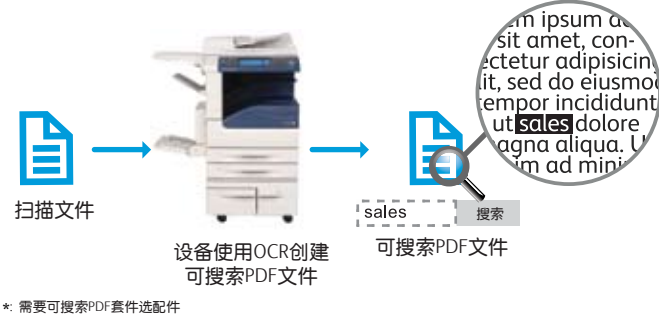 m ipsum do
sit amet, con-
ectetur adipisicin
it, sed do eiusmo
tempor incididunt
ut sales dolore
agna aliqua. U
im ad mini
扫描文件
sales
搜索
设备使用OCR创建
可搜索PDF文件
可搜索PDF文件
*: 需要可搜索PDF套件选配件